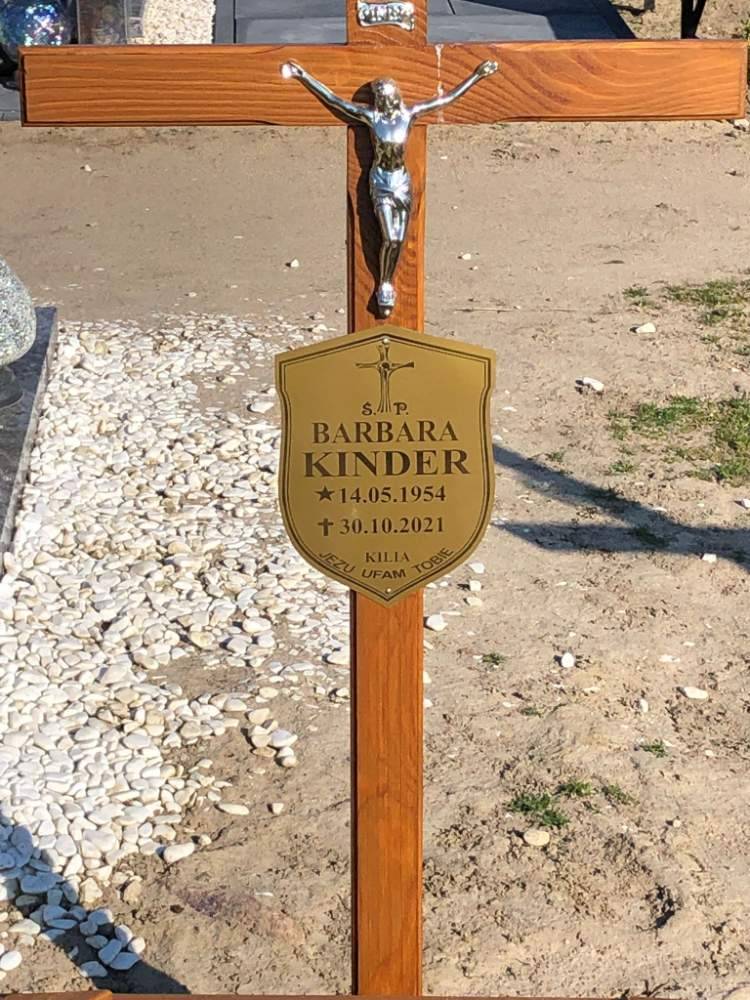 Ś. P.
BARBARA
KINDER
★14.05.1954
✝30.10.2021
KILIA
JEZU UFAM TOBIE